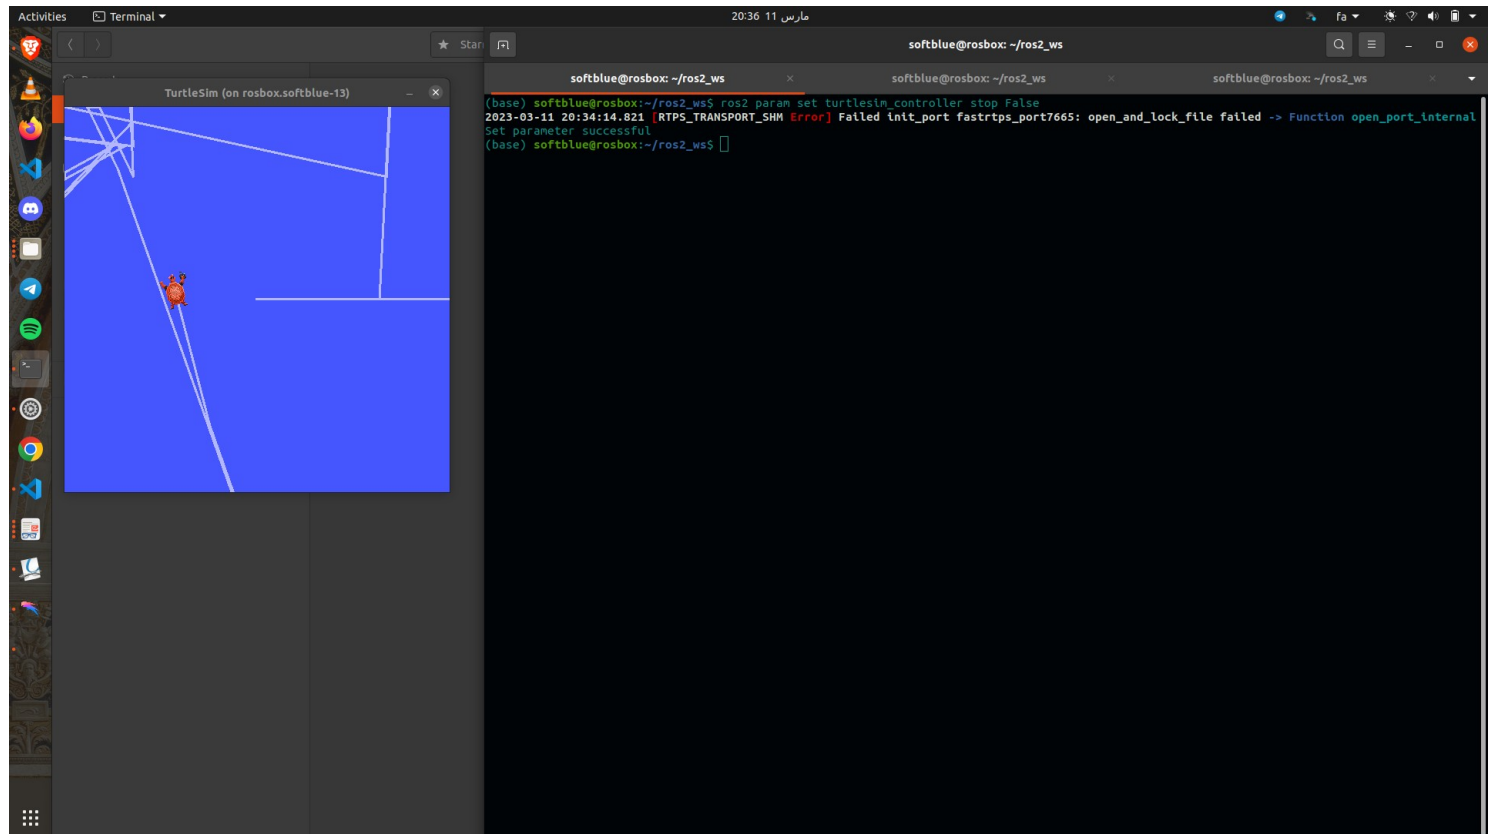 Activities
Terminal
20:36 11 مارس
fa
Star
softblue@rosbox: ~/ros2_ws
softblue@rosbox: ~/ros2_ws
softblue@rosbox: ~/ros2_ws
softblue@rosbox: ~/ros2_ws
TurtleSim (on rosbox.softblue-13)
(base) softblue@rosbox:~/ros2_ws$ ros2 param set turtlesim_controller stop False
2023-03-11 20:34:14.821 [RTPS_TRANSPORT_SHM Error] Failed init_port fastrtps_port7665: open_and_lock_file failed -> Function open_port_internal
Set parameter successful
(base) softblue@rosbox:~/ros2_ws$